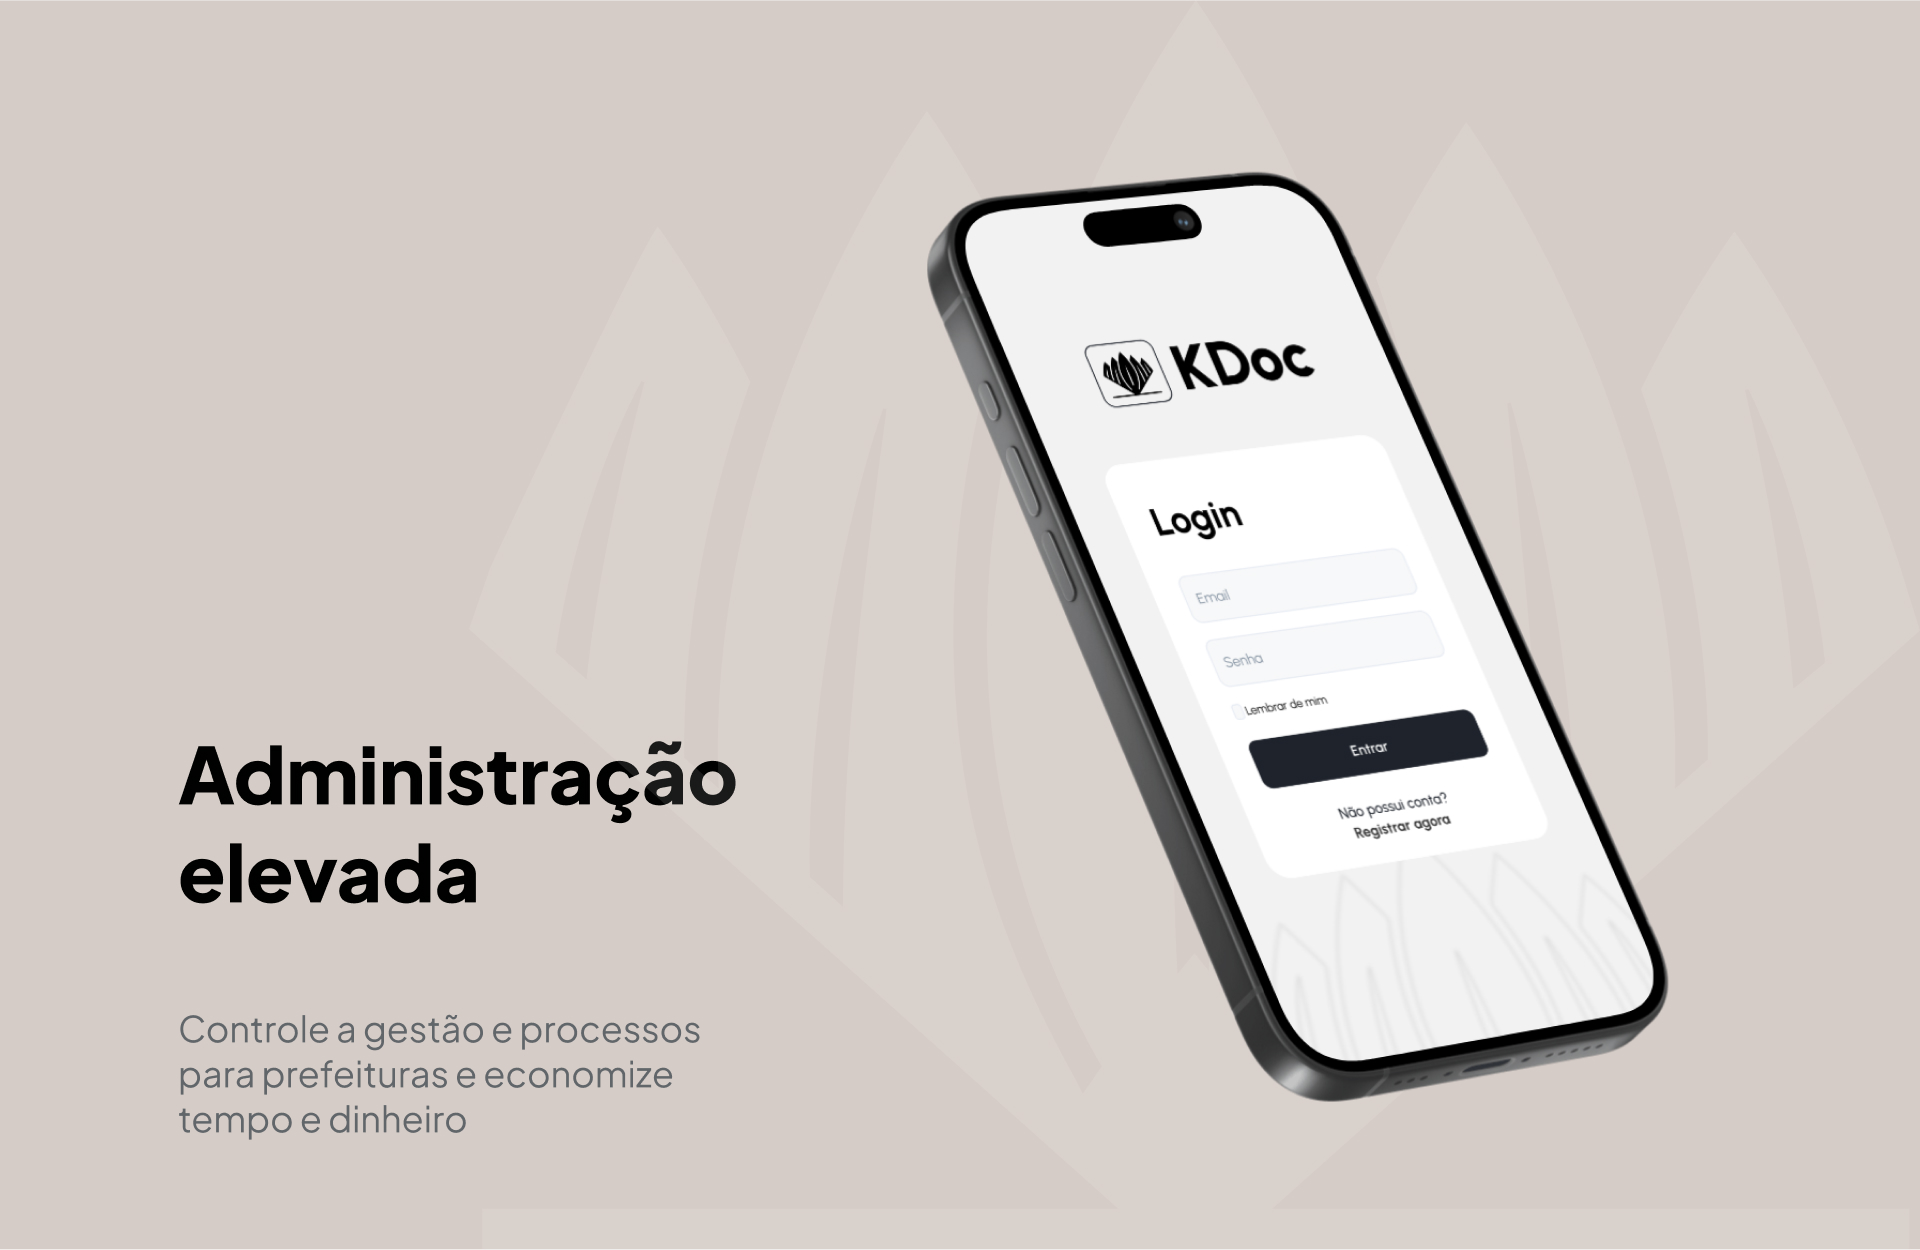 KDoc
Login
Email
Senha
Lembrar de mim
Entrar
Não possui conta?
Registrar agora
Administração
elevada
Controle a gestão e processos
para prefeituras e economize
tempo e dinheiro